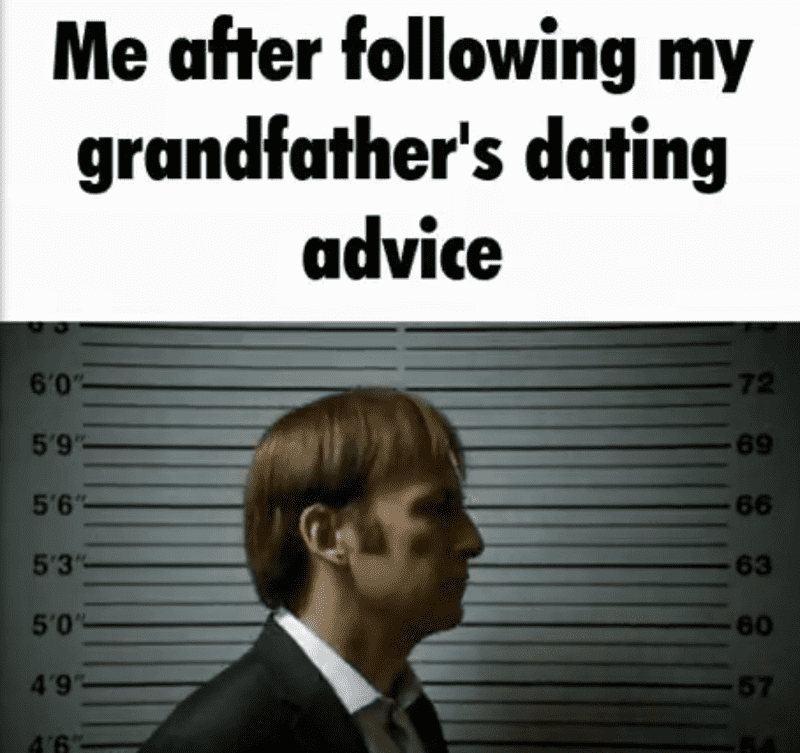 Me after following my
grandfather's dating
advice
6'0" 72
5'9" 69
5'6" 66
5'3" 63
5'0" 60
4'9" 57
4'6" 54